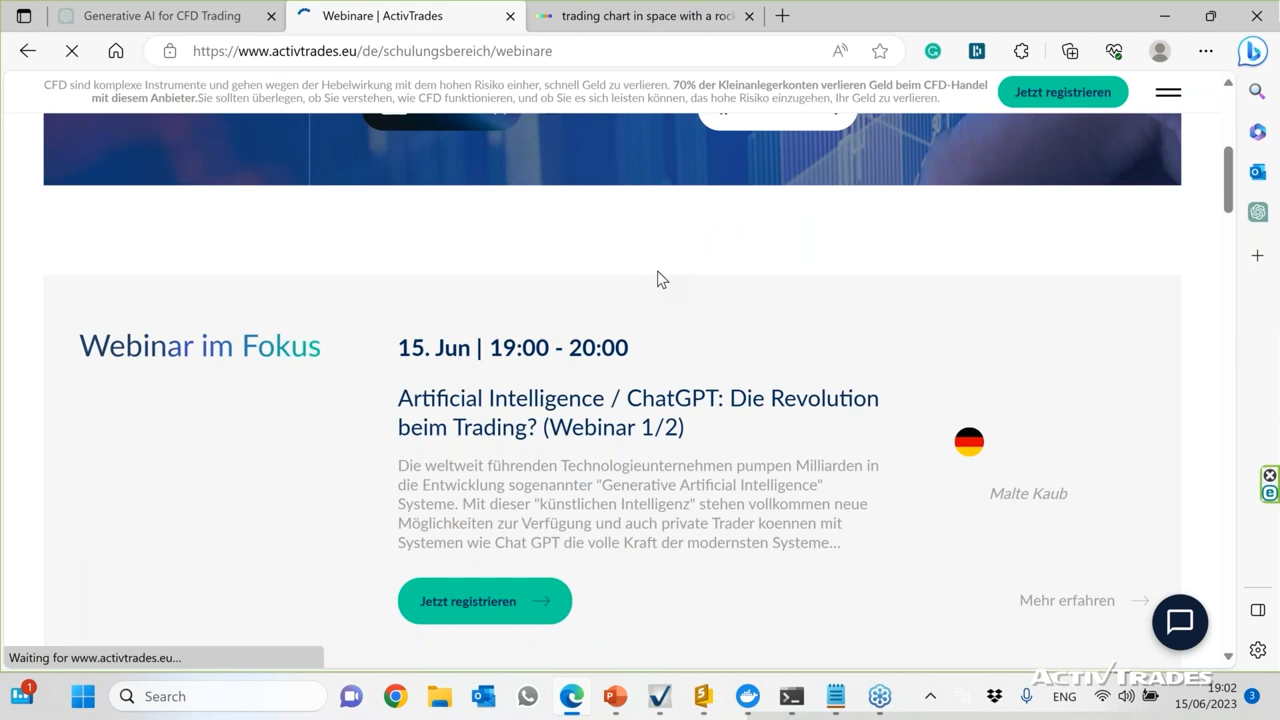 Generative AI for CFD Trading
Webinare | ActivTrades
trading chart in space with a rock
https://www.activtrades.eu/de/schulungsbereich/webinare
CFD sind komplexe Instrumente und gehen wegen der Hebelwirkung mit dem hohen Risiko einher, schnell Geld zu verlieren. 70% der Kleinanlegerkonten verlieren Geld beim CFD-Handel
mit diesem Anbieter.Sie sollten überlegen, ob Sie verstehen, wie CFD funktionieren, und ob Sie es sich leisten können, das hohe Risiko einzugehen, Ihr Geld zu verlieren.
Jetzt registrieren
Webinar im Fokus
15. Jun | 19:00 - 20:00
Artificial Intelligence / ChatGPT: Die Revolution
beim Trading? (Webinar 1/2)
Die weltweit führenden Technologieunternehmen pumpen Milliarden in
die Entwicklung sogenannter "Generative Artificial Intelligence"
Systeme. Mit dieser "künstlichen Intelligenz" stehen vollkommen neue
Möglichkeiten zur Verfügung und auch private Trader koennen mit
Systemen wie Chat GPT die volle Kraft der modernsten Systeme...
Malte Kaub
Jetzt registrieren
Mehr erfahren
Waiting for www.activtrades.eu...
ACTIVTRADES
1
Search
ENG
19:02
15/06/2023
3